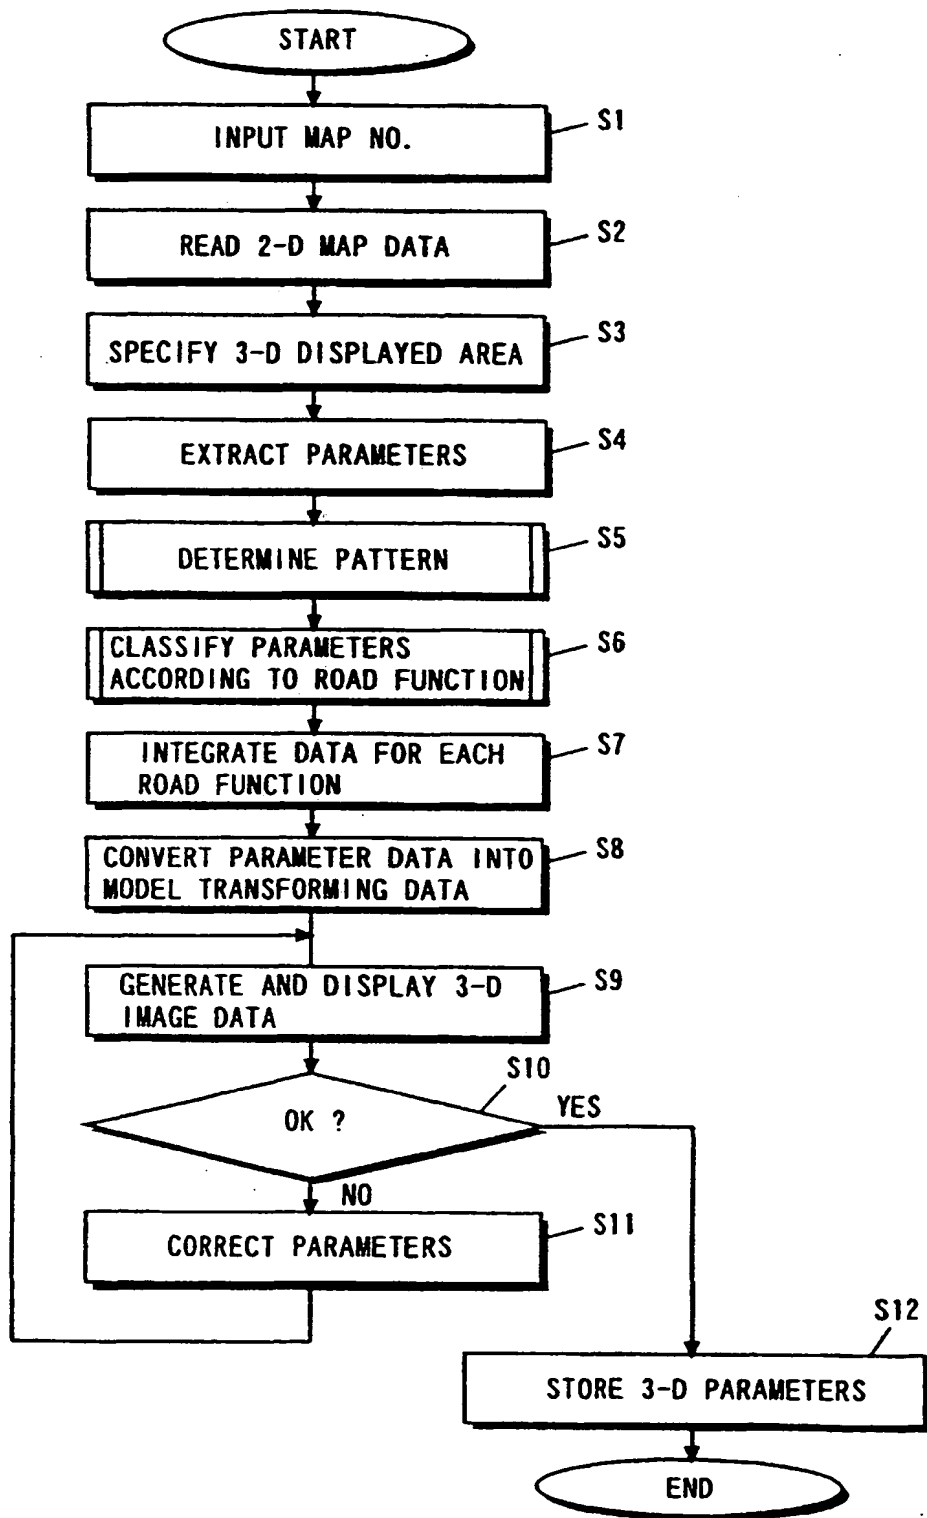 START
INPUT MAP NO.
S1
READ 2-D MAP DATA
S2
SPECIFY 3-D DISPLAYED AREA
S3
EXTRACT PARAMETERS
S4
DETERMINE PATTERN
S5
CLASSIFY PARAMETERS
ACCORDING TO ROAD FUNCTION
S6
INTEGRATE DATA FOR EACH
ROAD FUNCTION
S7
CONVERT PARAMETER DATA INTO
MODEL TRANSFORMING DATA
S8
GENERATE AND DISPLAY 3-D
IMAGE DATA
S9
OK ?
S10
YES
NO
CORRECT PARAMETERS
S11
S12
STORE 3-D PARAMETERS
END